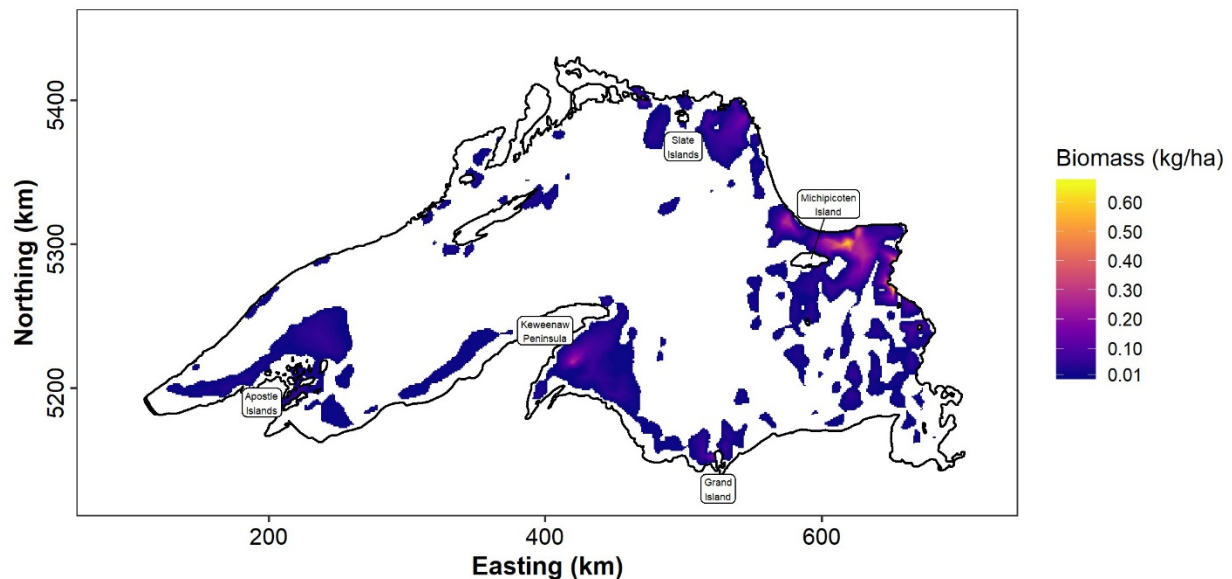 Northing (km)
5400
5300
5200
Slate
Islands
Michipicoten
Island
Keweenaw
Peninsula
Apostle
Islands
Grand
Island
200
400
600
Easting (km)
Biomass (kg/ha)
0.60
0.50
0.40
0.30
0.20
0.10
0.01